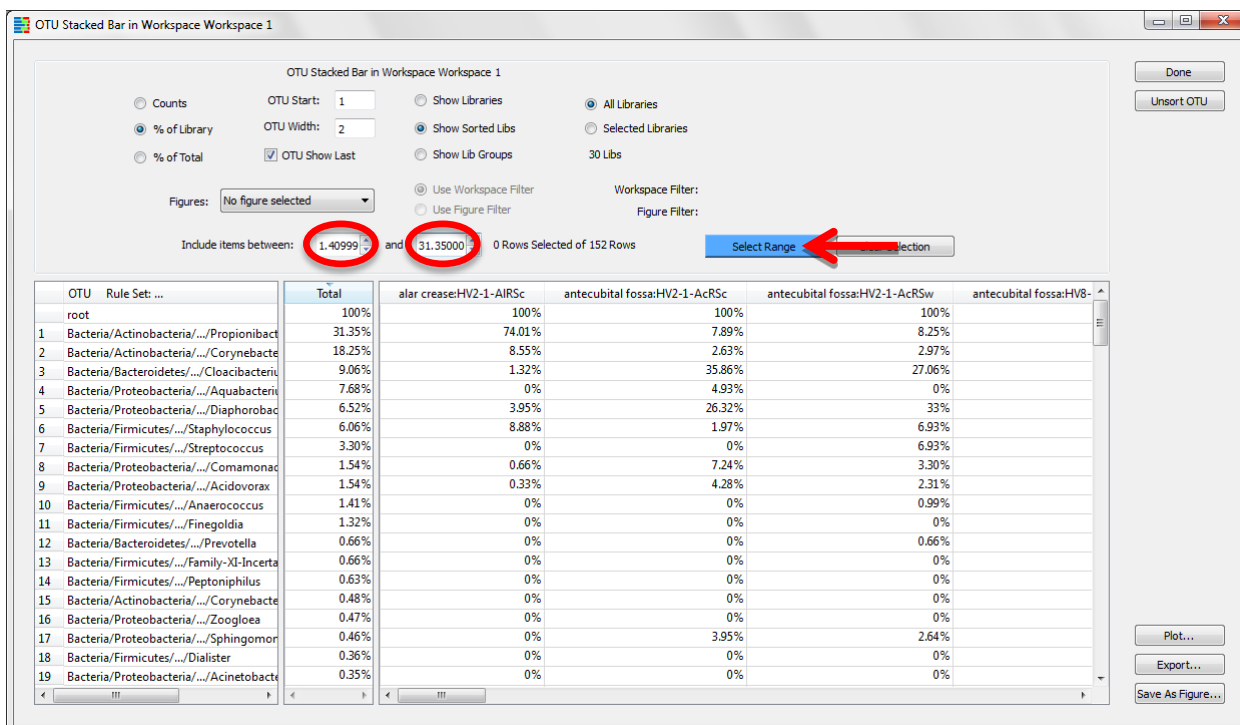 OTU Stacked Bar in Workspace Workspace 1
OTU Stacked Bar in Workspace Workspace 1
Done
Counts OTU Start: 1 Show Libraries All Libraries Unsort OTU
% of Library OTU Width: 2 Show Sorted Libs Selected Libraries
% of Total OTU Show Last Show Lib Groups 30 Libs
Use Workspace Filter Workspace Filter:
Figures: No figure selected
Use Figure Filter Figure Filter:
Include items between: 1.40999 and 31.35000 0 Rows Selected of 152 Rows Select Range
OTU Rule Set: ... Total alar crease:HV2-1-AlRSc antecubital fossa:HV2-1-AcRSc antecubital fossa:HV2-1-AcRSw antecubital fossa:HV8-
root 100% 100% 100% 100%
1 Bacteria/Actinobacteria/.../Propionibact 31.35% 74.01% 7.89% 8.25%
2 Bacteria/Actinobacteria/.../Corynebacte 18.25% 8.55% 2.63% 2.97%
3 Bacteria/Bacteroidetes/.../Cloacibacteriu 9.06% 1.32% 35.86% 27.06%
4 Bacteria/Proteobacteria/.../Aquabacteriu 7.68% 0% 4.93% 0%
5 Bacteria/Proteobacteria/.../Diaphorobac 6.52% 3.95% 26.32% 33%
6 Bacteria/Firmicutes/.../Staphylococcus 6.06% 8.88% 1.97% 6.93%
7 Bacteria/Firmicutes/.../Streptococcus 3.30% 0% 0% 6.93%
8 Bacteria/Proteobacteria/.../Comamonad 1.54% 0.66% 7.24% 3.30%
9 Bacteria/Proteobacteria/.../Acidovorax 1.54% 0.33% 4.28% 2.31%
10 Bacteria/Firmicutes/.../Anaerococcus 1.41% 0% 0% 0.99%
11 Bacteria/Firmicutes/.../Finegoldia 1.32% 0% 0% 0%
12 Bacteria/Bacteroidetes/.../Prevotella 0.66% 0% 0% 0.66%
13 Bacteria/Firmicutes/.../Family-XI-Incerta 0.66% 0% 0% 0%
14 Bacteria/Firmicutes/.../Peptoniphilus 0.63% 0% 0% 0%
15 Bacteria/Actinobacteria/.../Corynebacte 0.48% 0% 0% 0%
16 Bacteria/Proteobacteria/.../Zoogloea 0.47% 0% 0% 0%
17 Bacteria/Proteobacteria/.../Sphingomon 0.46% 0% 3.95% 2.64%
18 Bacteria/Firmicutes/.../Dialister 0.36% 0% 0% 0%
19 Bacteria/Proteobacteria/.../Acinetobacte 0.35% 0% 0% 0%
Plot...
Export...
Save As Figure...